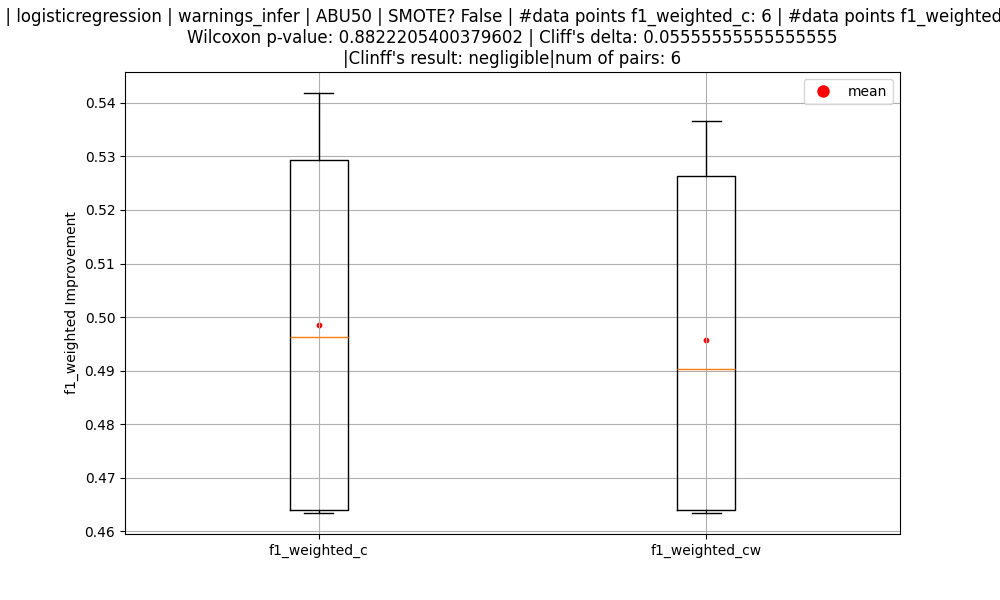 | logisticregression | warnings_infer | ABU50 | SMOTE? False | #data points f1_weighted_c: 6 | #data points f1_weighted
Wilcoxon p-value: 0.8822205400379602 | Cliff's delta: 0.05555555555555555
|Clinff's result: negligible|num of pairs: 6
mean
0.54
0.53
0.52
0.51
0.50
0.49
0.48
0.47
0.46
f1_weighted Improvement
f1_weighted_c
f1_weighted_cw